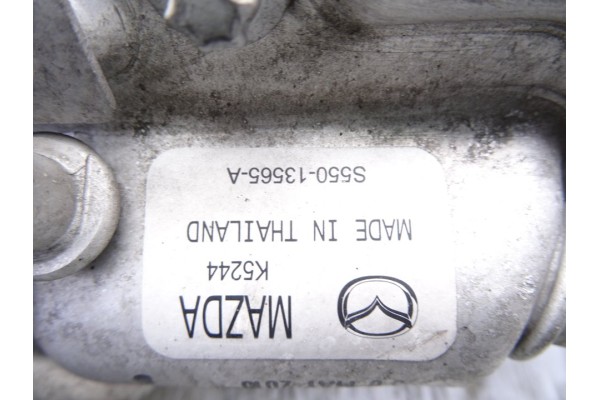 MAZDA
K5244
MADE IN THAILAND
S550-13565-A